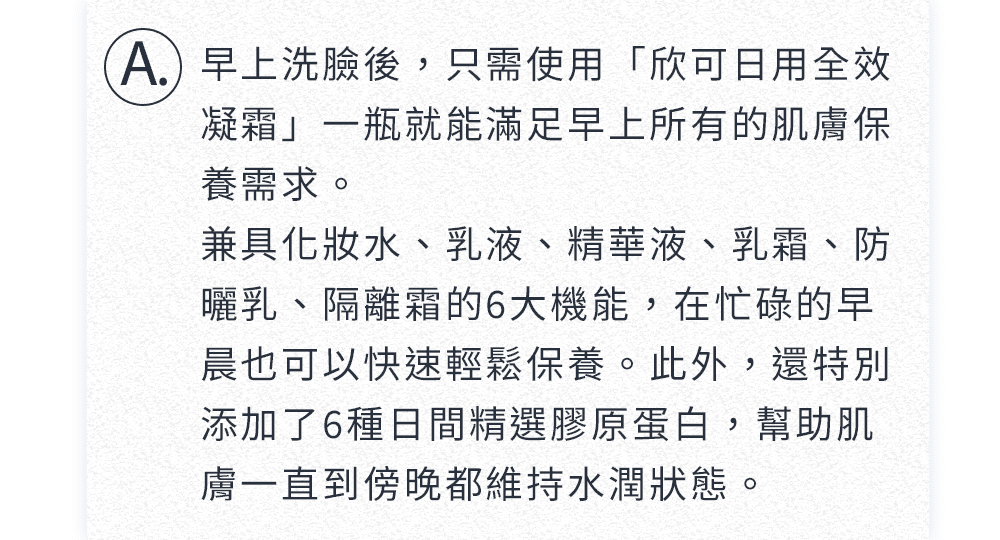 A. 早上洗臉後，只需使用「欣可日用全效
凝霜」一瓶就能滿足早上所有的肌膚保
養需求。
兼具化妝水、乳液、精華液、乳霜、防
曬乳、隔離霜的6大機能，在忙碌的早
晨也可以快速輕鬆保養。此外，還特別
添加了6種日間精選膠原蛋白，幫助肌
膚一直到傍晚都維持水潤狀態。